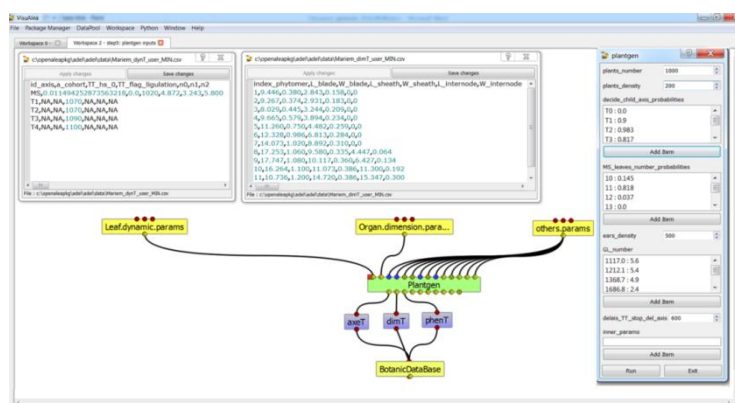 VisuAlea
File Package Manager DataPool Workspace Python Window Help
Workspace 0 -
Workspace 2 - step5: plantgen inputs
c:\openaleapkg\adel\adel\data\Mariem_dynT_user_MIN.csv
Apply changes
Save changes
id_axis,a_cohort,TT_hs_0,TT_flag_ligulation,n0,n1,n2
MS,0.0114942528735632180,0.0,1020,4.872,3.243,5.800
T1,NA,NA,1070,NA,NA,NA
T2,NA,NA,1070,NA,NA,NA
T3,NA,NA,1090,NA,NA,NA
T4,NA,NA,1100,NA,NA,NA
File : c:\openaleapkg\adel\adel\data\Mariem_dynT_user_MIN.csv
c:\openaleapkg\adel\adel\data\Mariem_dimT_user_MIN.csv
Apply changes
Save changes
index_phytomer,L_blade,W_blade,L_sheath,W_sheath,L_internode,W_internode
1,9.446,0.380,2.843,0.158,0,0
2,9.267,0.374,2.931,0.183,0,0
3,8.029,0.445,3.244,0.209,0,0
4,9.665,0.579,3.894,0.234,0,0
5,11.260,0.750,4.482,0.259,0,0
6,12.328,0.986,6.813,0.284,0,0
7,14.073,1.020,8.892,0.310,0,0
8,17.253,1.060,9.580,0.335,4.447,0.064
9,17.747,1.080,10.117,0.360,6.427,0.134
10,16.264,1.100,11.073,0.386,11.300,0.192
11,10.736,1.200,14.720,0.386,15.347,0.300
File : c:\openaleapkg\adel\adel\data\Mariem_dimT_user_MIN.csv
Leaf.dynamic.params
Organ.dimension.para...
others.params
Plantgen
axeT
dimT
phenT
BotanicDataBase
plantgen
plants_number 1000
plants_density 200
decide_child_axis_probabilities
T0 : 0.0
T1 : 0.9
T2 : 0.983
T3 : 0.817
Add Item
MS_leaves_number_probabilities
10 : 0.145
11 : 0.818
12 : 0.037
13 : 0.0
Add Item
ears_density 500
GL_number
1117.0 : 5.6
1212.1 : 5.4
1368.7 : 4.9
1686.8 : 2.4
Add Item
delais_TT_stop_del_axis 600
inner_params
Add Item
Run
Exit